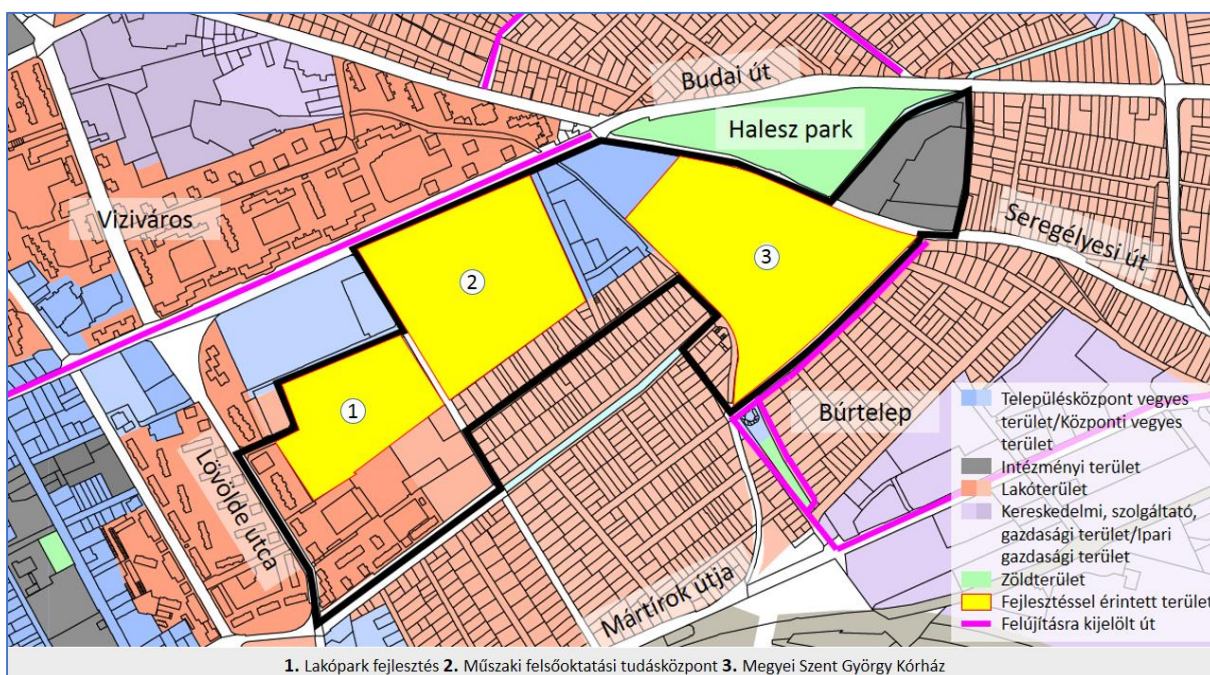 Budai út
Halesz park
Víziváros
Seregélyesi út
2
3
1
Búrtelep
Lövölde utca
Mártírok útja
Településközpont vegyes
terület/Központi vegyes
terület
Intézményi terület
Lakóterület
Kereskedelmi, szolgáltató,
gazdasági terület/Ipari
gazdasági terület
Zöldterület
Fejlesztéssel érintett terület
Felújításra kijelölt út
1. Lakópark fejlesztés 2. Műszaki felsőoktatási tudásközpont 3. Megyei Szent György Kórház